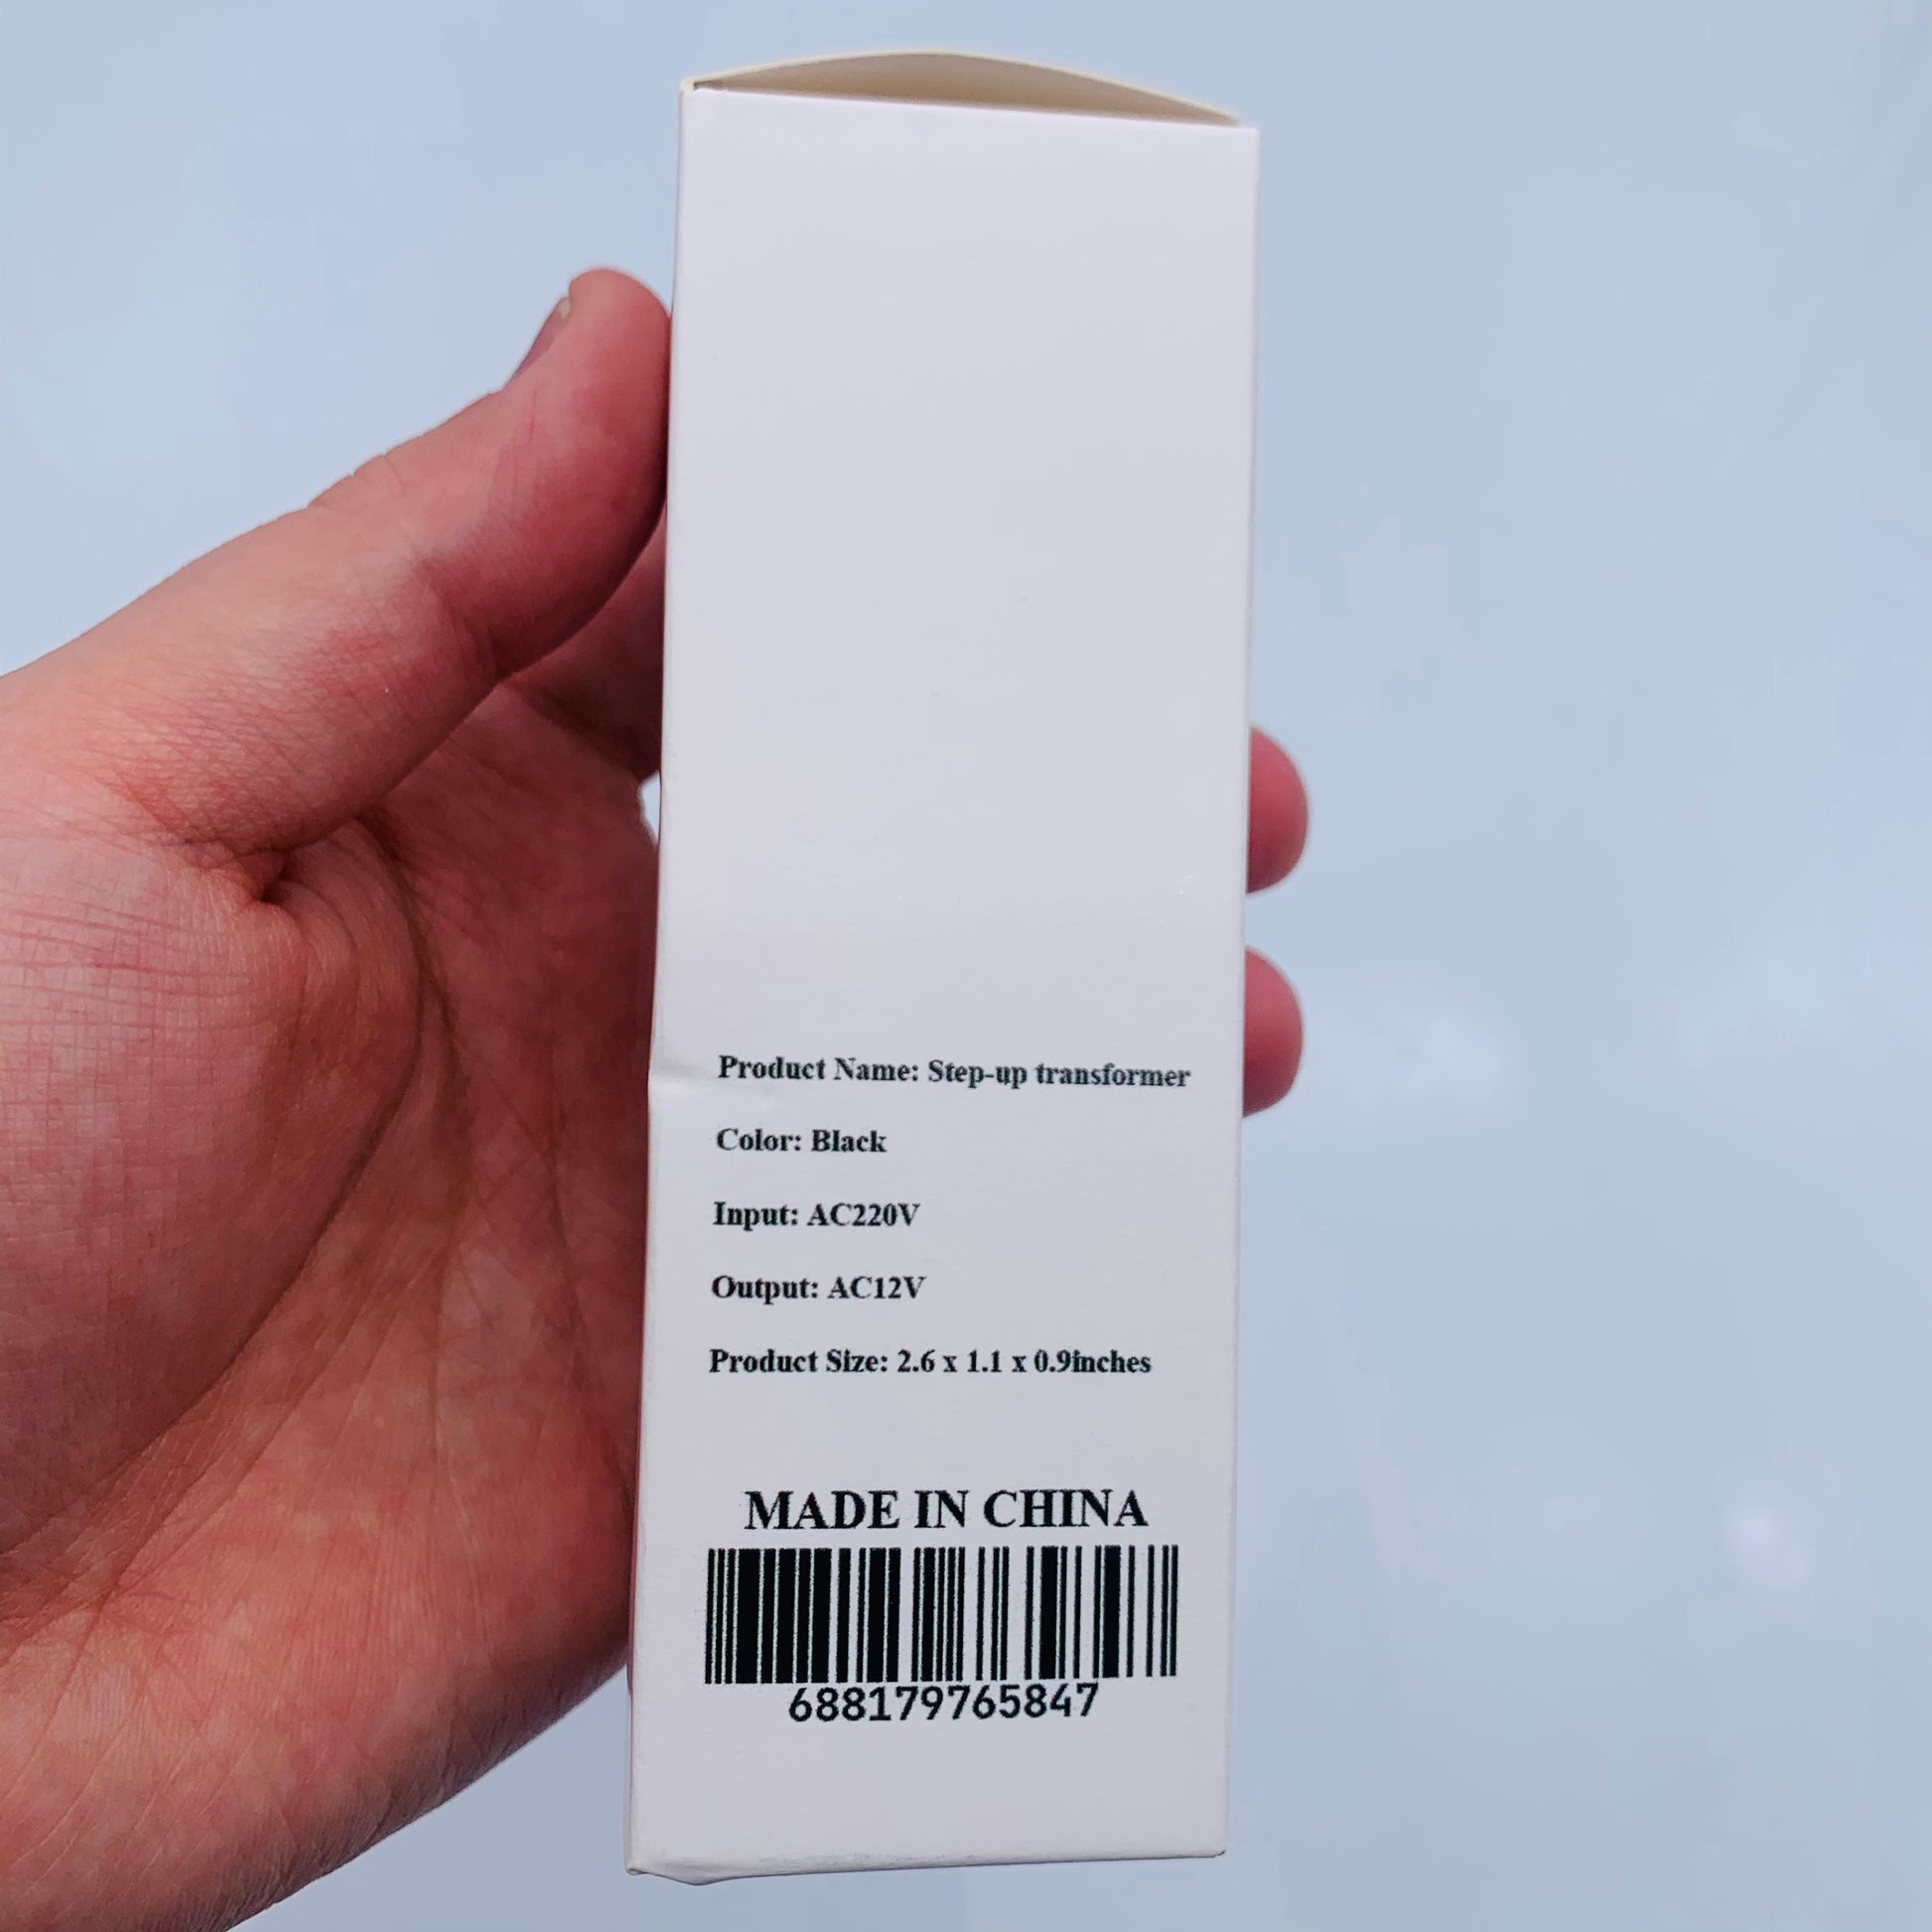 Product Name: Step-up transformer
Color: Black
Input: AC220V
Output: AC12V
Product Size: 2.6 x 1.1 x 0.9inches
MADE IN CHINA
688179765847